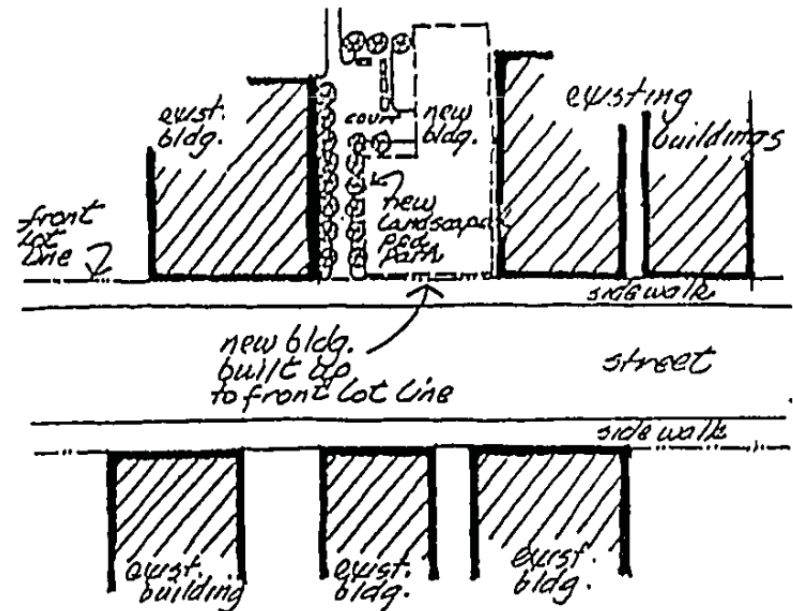 exist.
bldg.
court
new
bldg.
existing
buildings
front
lot
line
new
landscaped
ped.
path
sidewalk
new bldg.
built up
to front lot line
street
sidewalk
exist.
building
exist.
bldg.
exist.
bldg.